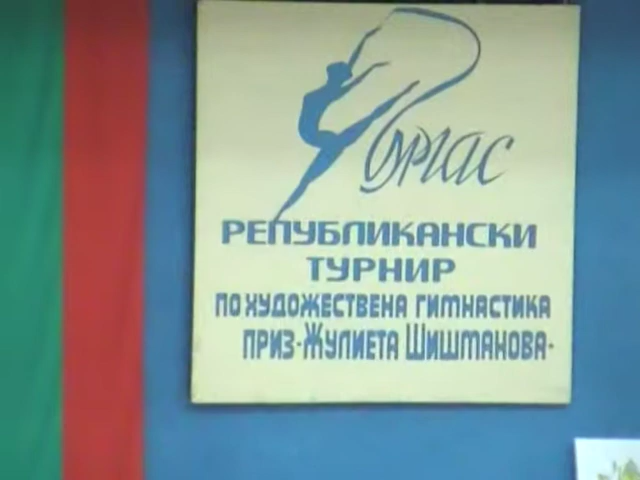 Бургас
РЕПУБЛИКАНСКИ
ТУРНИР
ПО ХУДОЖЕСТВЕНА ГИМНАСТИКА
ПРИЗ-ЖУЛИЕТА ШИШМАНОВА-